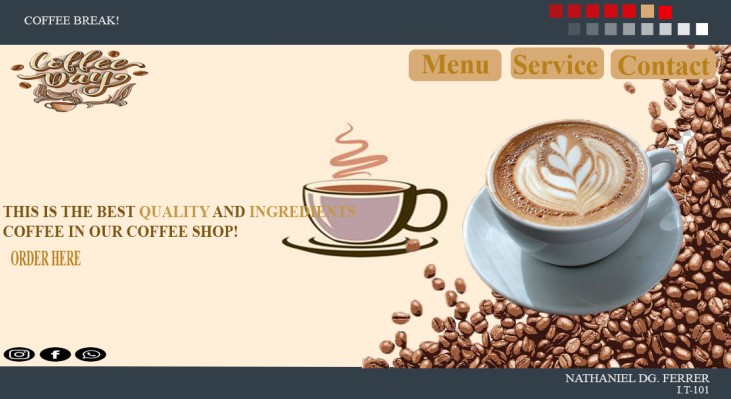 COFFEE BREAK!
Coffee
Day
Menu
Service
Contact
THIS IS THE BEST QUALITY AND INGREDIENTS
COFFEE IN OUR COFFEE SHOP!
ORDER HERE
NATHANIEL DG. FERRER
I.T-101